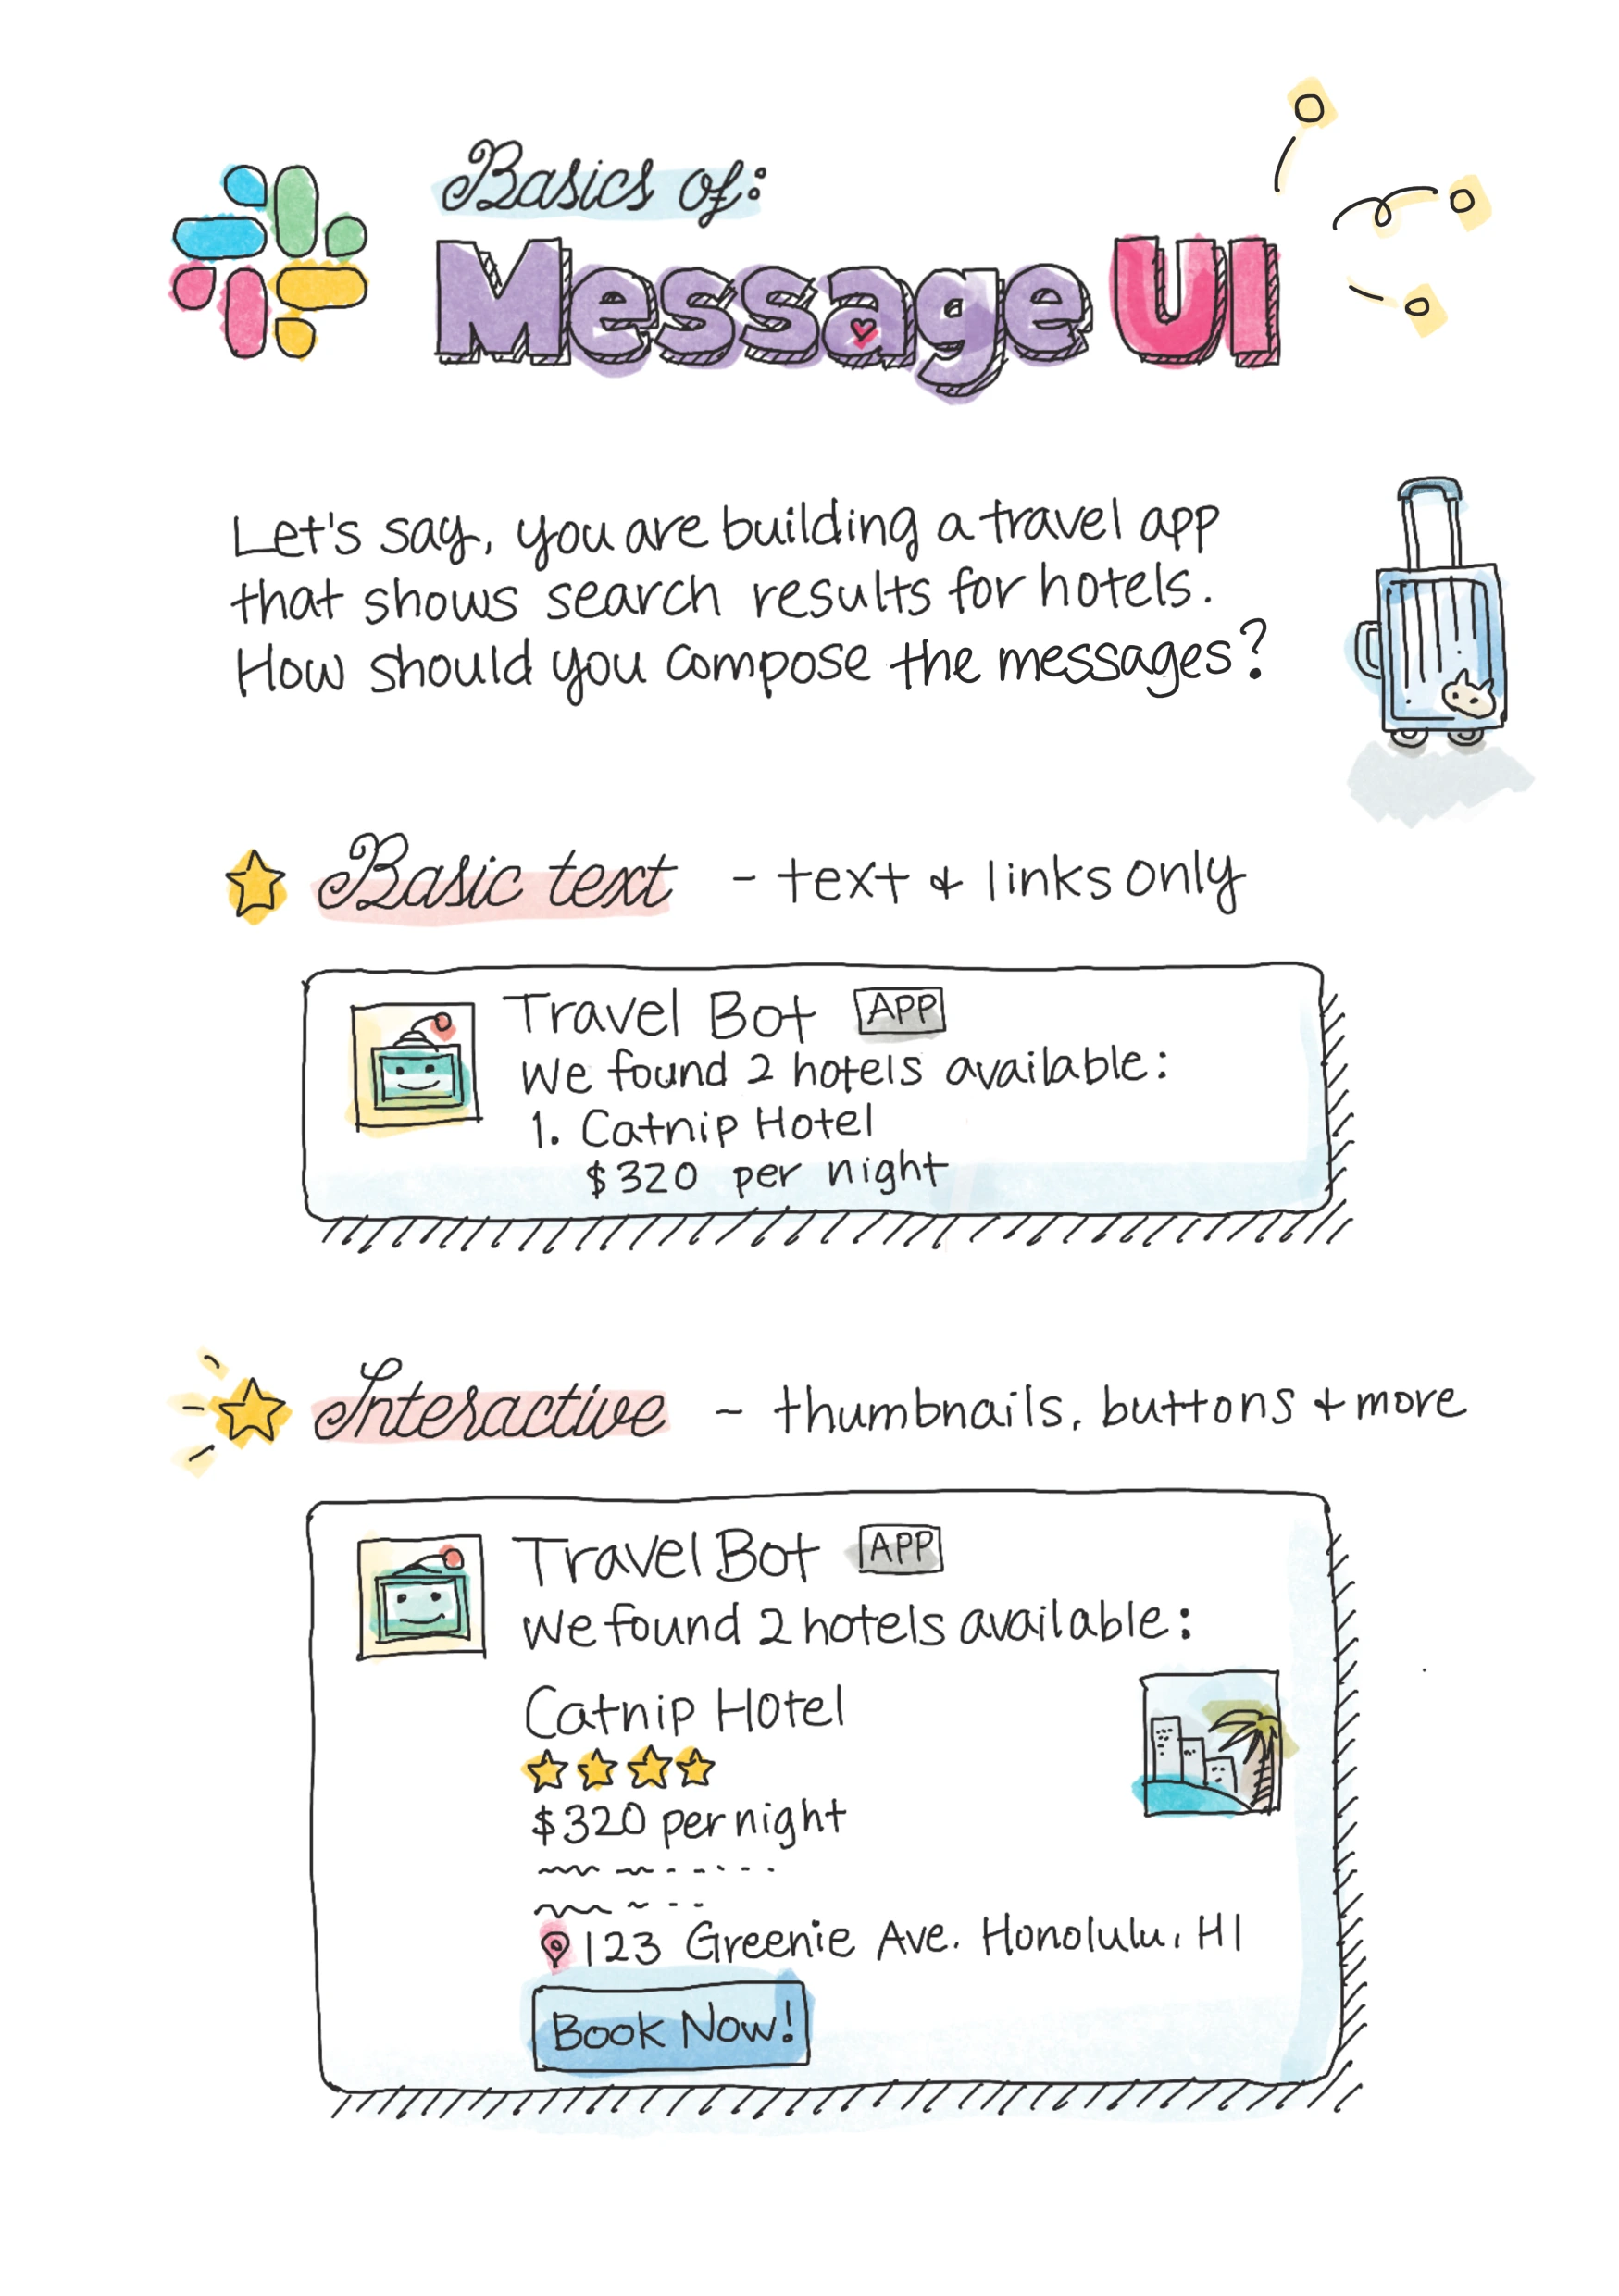 Basics of:
Message UI
Let's say, you are building a travel app
that shows search results for hotels.
How should you compose the messages?
Basic text - text & links only
Travel Bot APP
We found 2 hotels available:
1. Catnip Hotel
$320 per night
Interactive - thumbnails, buttons + more
Travel Bot APP
We found 2 hotels available:
Catnip Hotel
$320 per night
123 Greenie Ave. Honolulu, HI
Book Now!